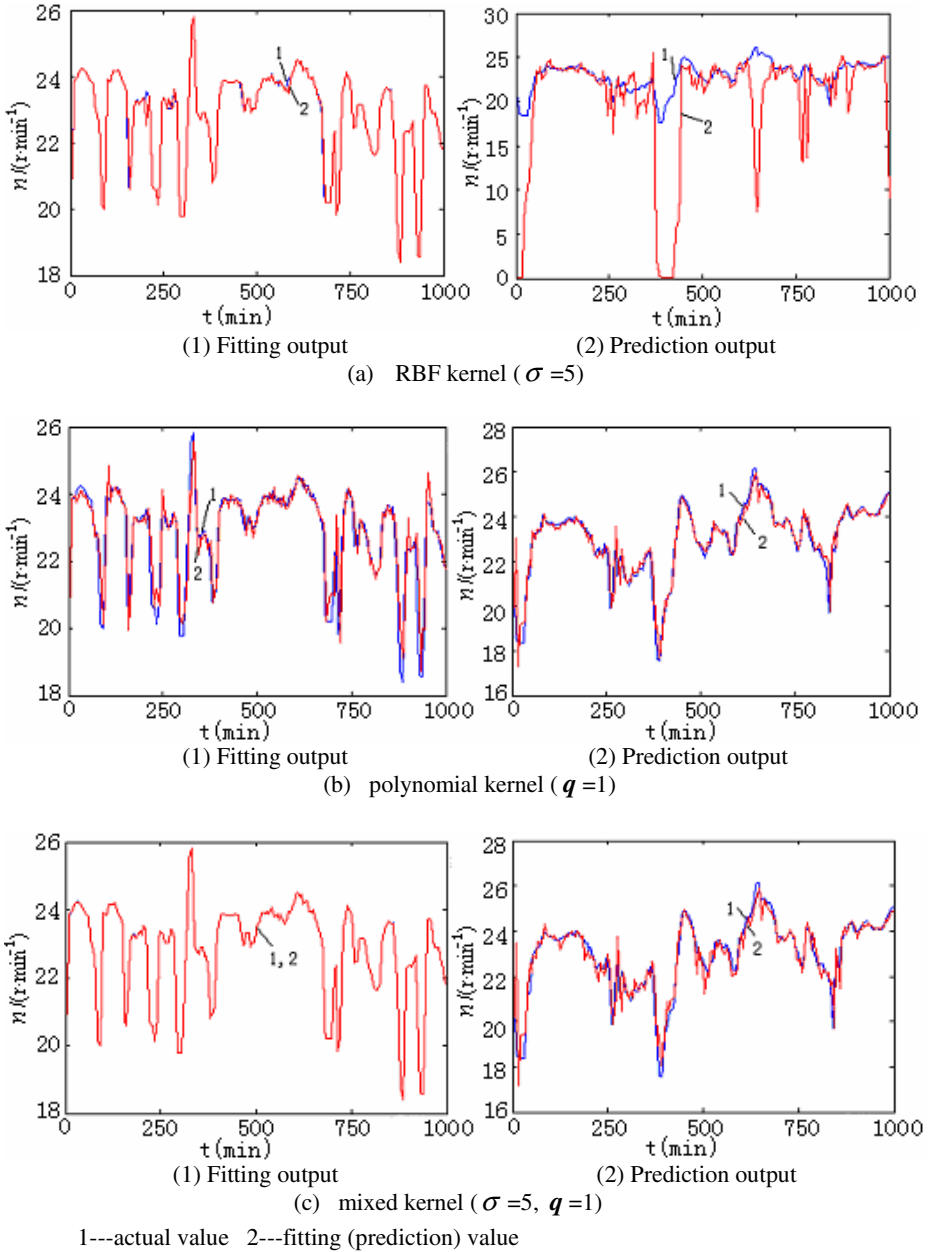 26
24
22
20
18
n/(r·min⁻¹)
1
2
0 250 500 750 1000
t(min)
(1) Fitting output
30
25
20
15
10
5
0
n/(r·min⁻¹)
1
2
0 250 500 750 1000
t(min)
(2) Prediction output
(a) RBF kernel ( σ =5)
26
24
22
20
18
n/(r·min⁻¹)
1
2
0 250 500 750 1000
t(min)
(1) Fitting output
28
26
24
22
20
18
16
n/(r·min⁻¹)
1
2
0 250 500 750 1000
t(min)
(2) Prediction output
(b) polynomial kernel ( q =1)
26
24
22
20
18
n/(r·min⁻¹)
1,2
0 250 500 750 1000
t(min)
(1) Fitting output
28
26
24
22
20
18
16
n/(r·min⁻¹)
1
2
0 250 500 750 1000
t(min)
(2) Prediction output
(c) mixed kernel ( σ =5, q =1)
1---actual value 2---fitting (prediction) value